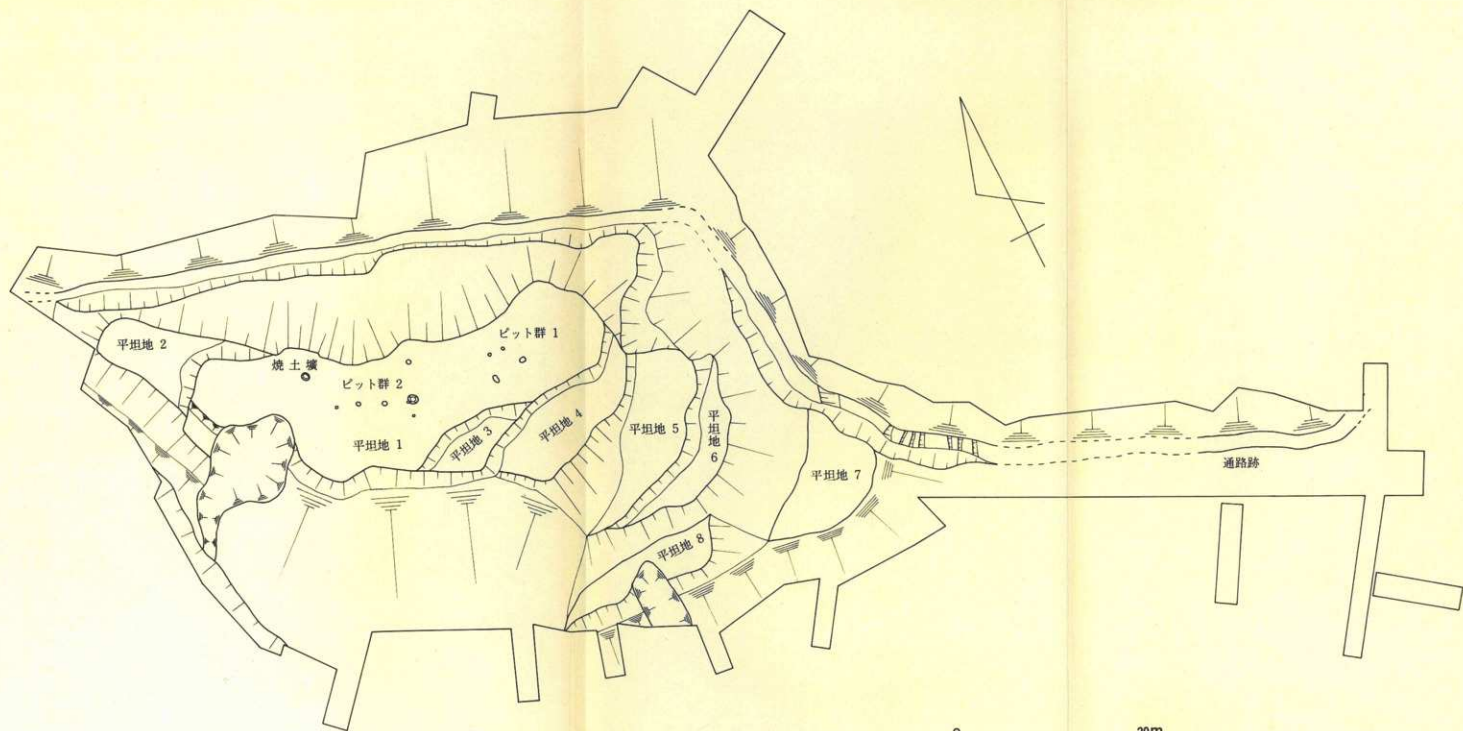 ピット群 1
平坦地 2
焼土壙
ピット群 2
平坦地 1
平坦地 3
平坦地 4
平坦地 5
平坦地 6
平坦地 7
通路跡
平坦地 8
0 20m